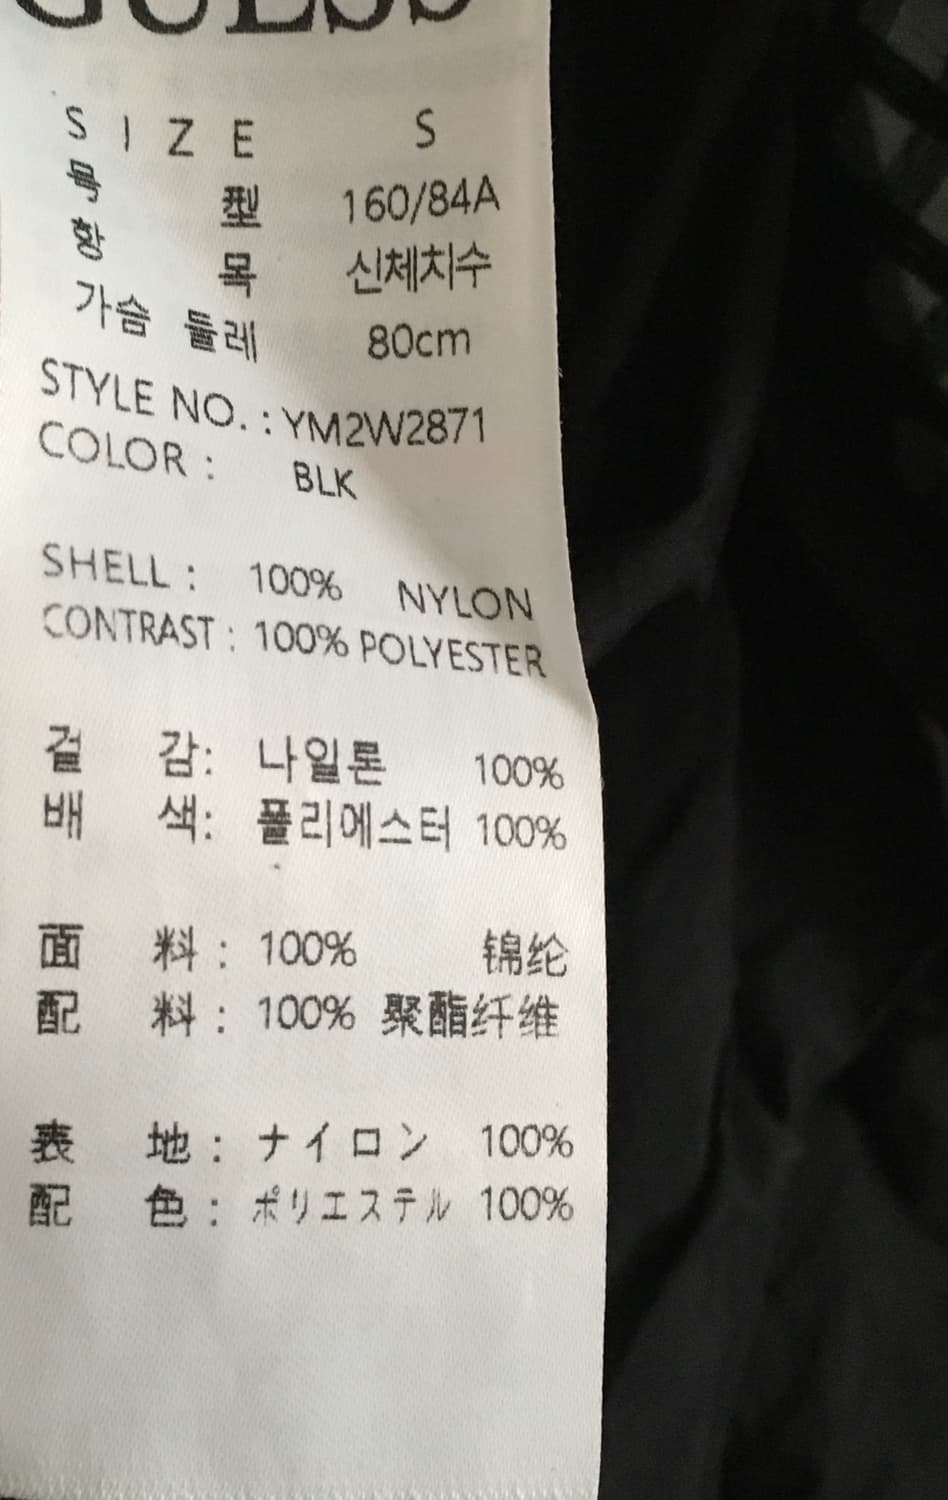 GUESS
SIZE S
号 型 160/84A
항 목 신체치수
가슴 둘레 80cm
STYLE NO.: YM2W2871
COLOR: BLK
SHELL: 100% NYLON
CONTRAST: 100% POLYESTER
겉 감: 나일론 100%
배 색: 폴리에스터 100%
面 料: 100% 锦纶
配 料: 100% 聚酯纤维
表 地: ナイロン 100%
配 色: ポリエステル 100%